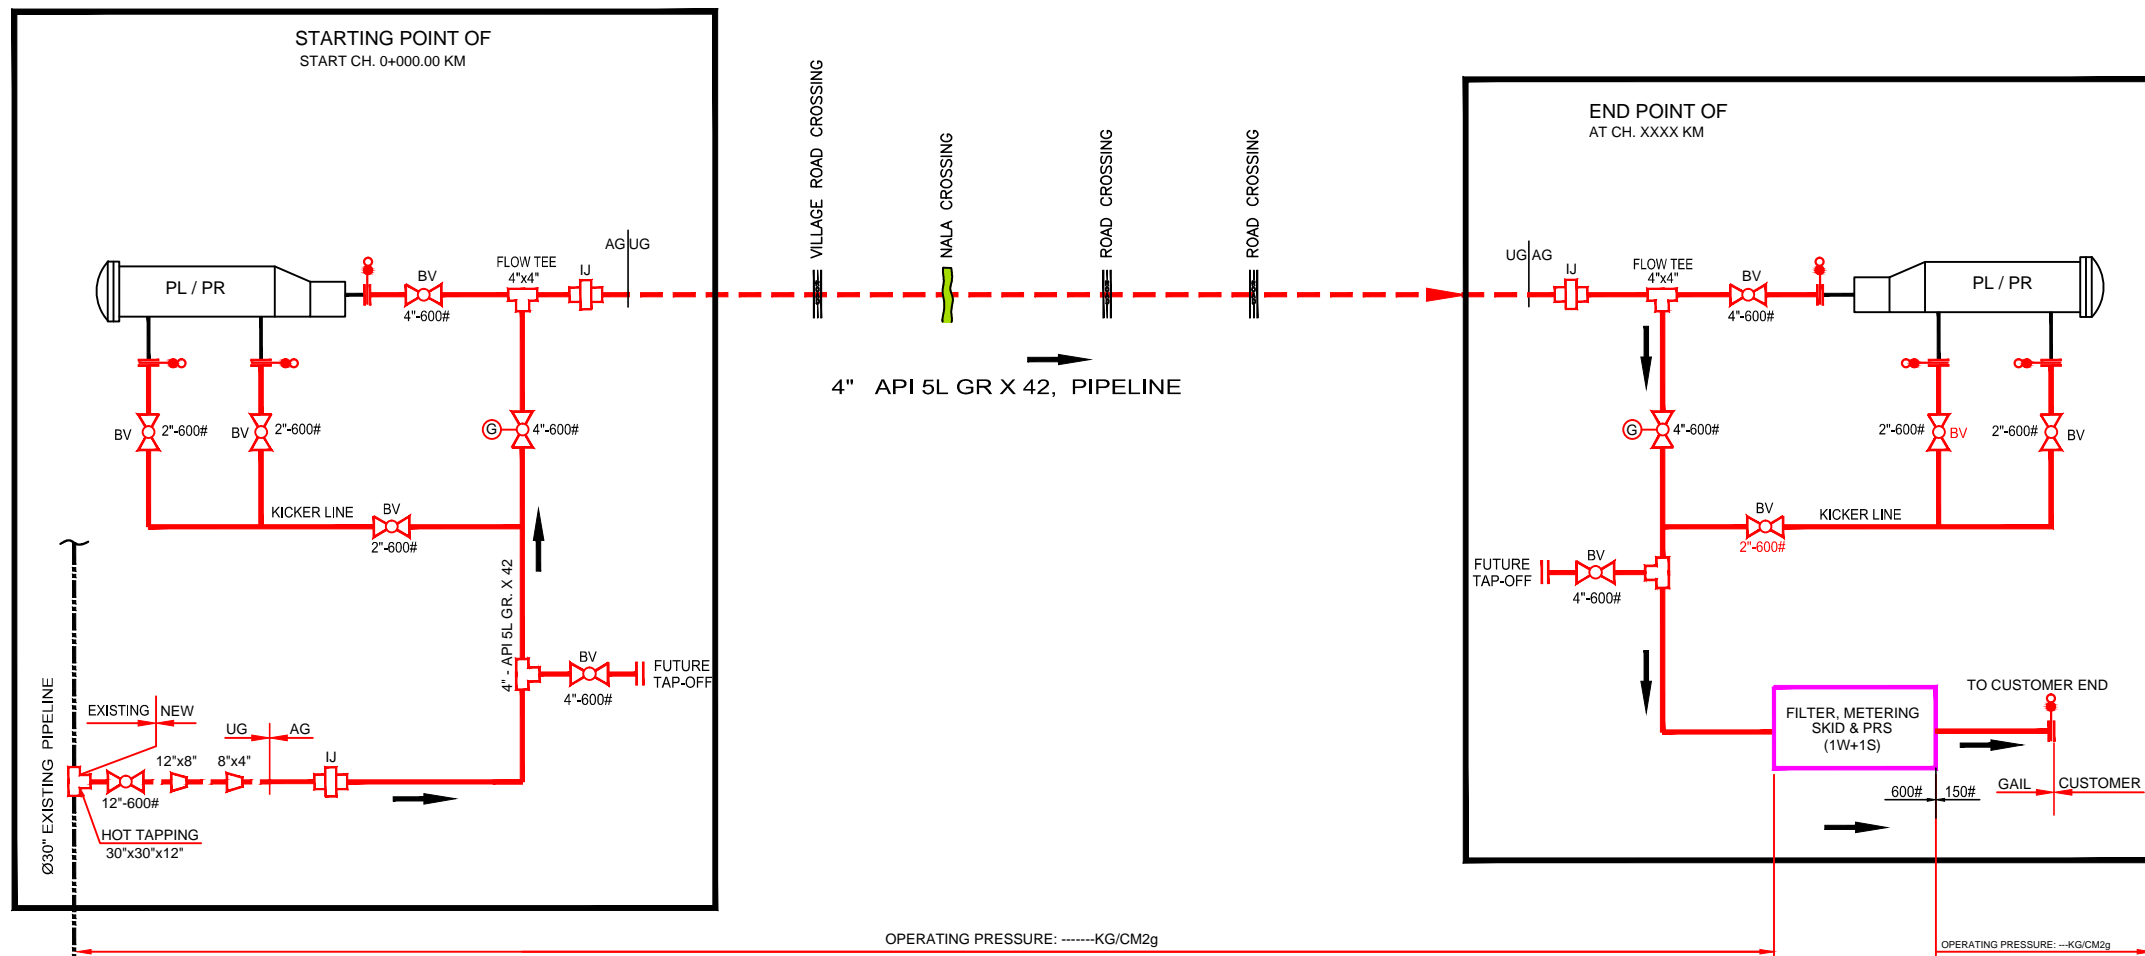 STARTING POINT OF
START CH. 0+000.00 KM
PL / PR
BV
4"-600#
FLOW TEE
4"x4"
IJ
AG UG
BV 2"-600#
BV 2"-600#
G 4"-600#
KICKER LINE
BV
2"-600#
4" - API 5L GR. X 42
BV
4"-600#
FUTURE
TAP-OFF
Ø30" EXISTING PIPELINE
EXISTING NEW
UG AG
12"x8"
8"x4"
IJ
12"-600#
HOT TAPPING
30"x30"x12"
VILLAGE ROAD CROSSING
NALA CROSSING
ROAD CROSSING
ROAD CROSSING
4" API 5L GR X 42, PIPELINE
END POINT OF
AT CH. XXXX KM
UG AG
IJ
FLOW TEE
4"x4"
BV
4"-600#
PL / PR
G 4"-600#
2"-600# BV
2"-600# BV
BV
2"-600#
KICKER LINE
FUTURE
TAP-OFF
BV
4"-600#
FILTER, METERING
SKID & PRS
(1W+1S)
TO CUSTOMER END
600# 150#
GAIL CUSTOMER
OPERATING PRESSURE: -------KG/CM2g
OPERATING PRESSURE: ---KG/CM2g